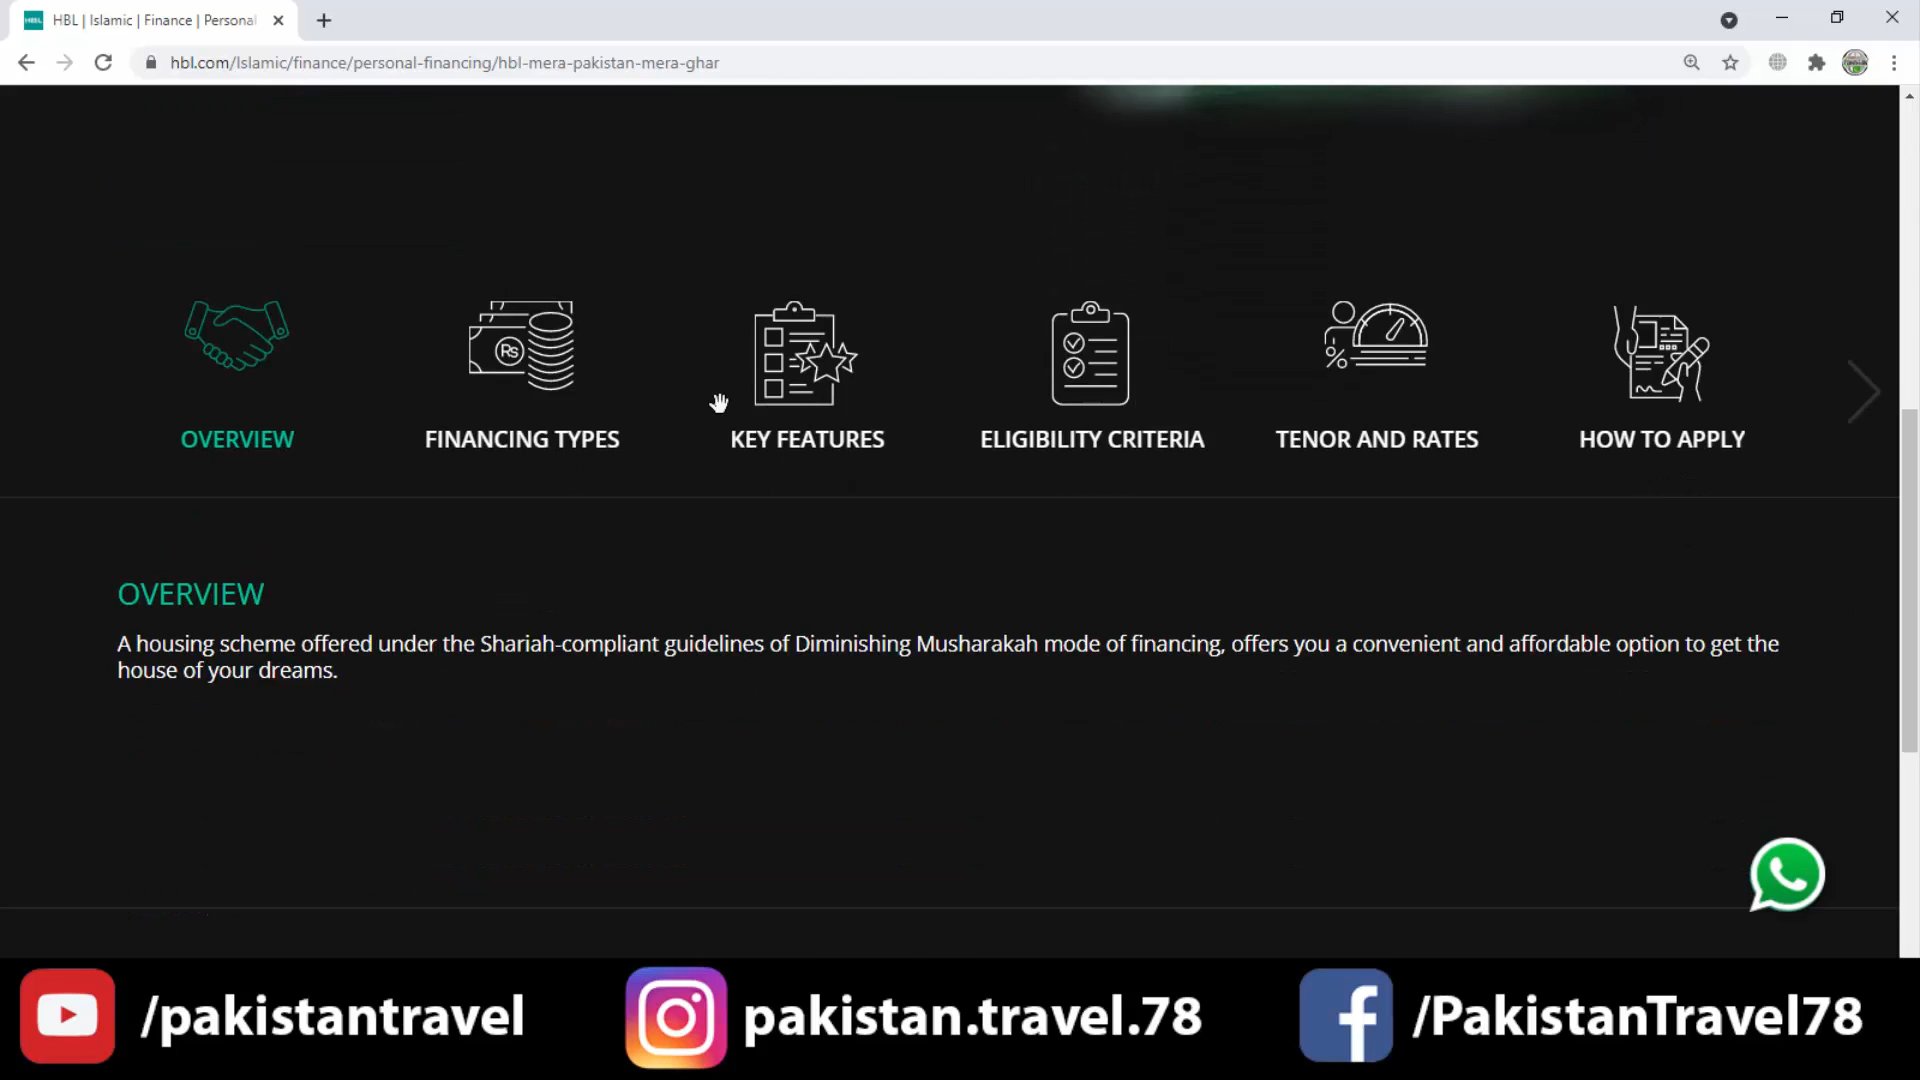 HBL | Islamic | Finance | Personal
hbl.com/Islamic/finance/personal-financing/hbl-mera-pakistan-mera-ghar
Rs
OVERVIEW
FINANCING TYPES
KEY FEATURES
ELIGIBILITY CRITERIA
TENOR AND RATES
HOW TO APPLY
OVERVIEW
A housing scheme offered under the Shariah-compliant guidelines of Diminishing Musharakah mode of financing, offers you a convenient and affordable option to get the
house of your dreams.
/pakistantravel
pakistan.travel.78
/PakistanTravel78